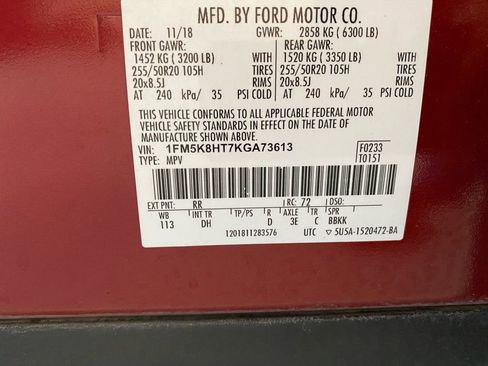 MFD. BY FORD MOTOR CO.
DATE: 11/18 GVWR: 2858 KG ( 6300 LB)
FRONT GAWR: REAR GAWR:
1452 KG ( 3200 LB) WITH 1520 KG ( 3350 LB) WITH
255/50R20 105H TIRES 255/50R20 105H TIRES
20x8.5J RIMS 20x8.5J RIMS
AT 240 kPa/ 35 PSI COLD AT 240 kPa/ 35 PSI COLD
THIS VEHICLE CONFORMS TO ALL APPLICABLE FEDERAL MOTOR
VEHICLE SAFETY AND THEFT PREVENTION STANDARDS IN EFFECT ON THE DATE OF
MANUFACTURE SHOWN ABOVE.
VIN: 1FM5K8HT7KGA73613 F0233
TYPE: MPV T0151
EXT PNT: RR RC: 72 DSO:
WB INT TR TP/PS R AXLE TR SPR
113 DH D 3E C BBKK
1201811283576 UTC ▽5U5A-1520472-BA